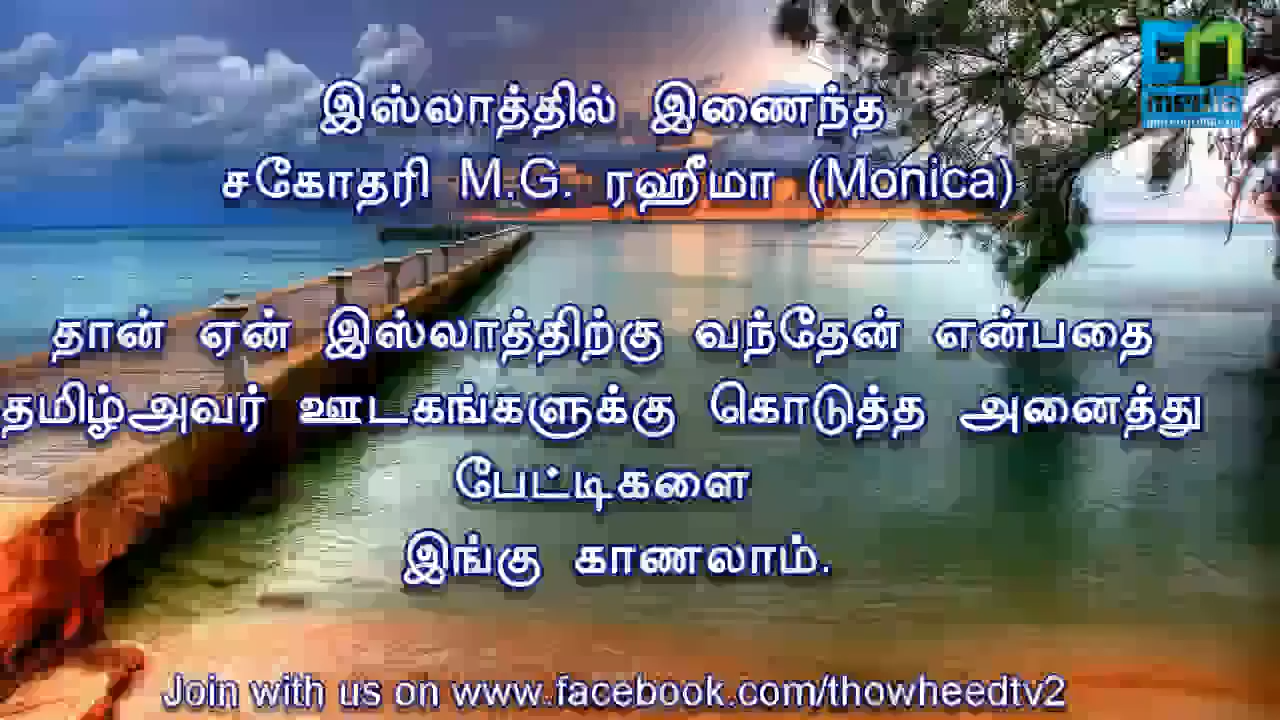 இஸ்லாத்தில் இணைந்த
சகோதரி M.G. ரஹீமா (Monica)
தான் ஏன் இஸ்லாத்திற்கு வந்தேன் என்பதை
தமிழ்அவர் ஊடகங்களுக்கு கொடுத்த அனைத்து
பேட்டிகளை
இங்கு காணலாம்.
Join with us on www.facebook.com/thowheedtv2
media